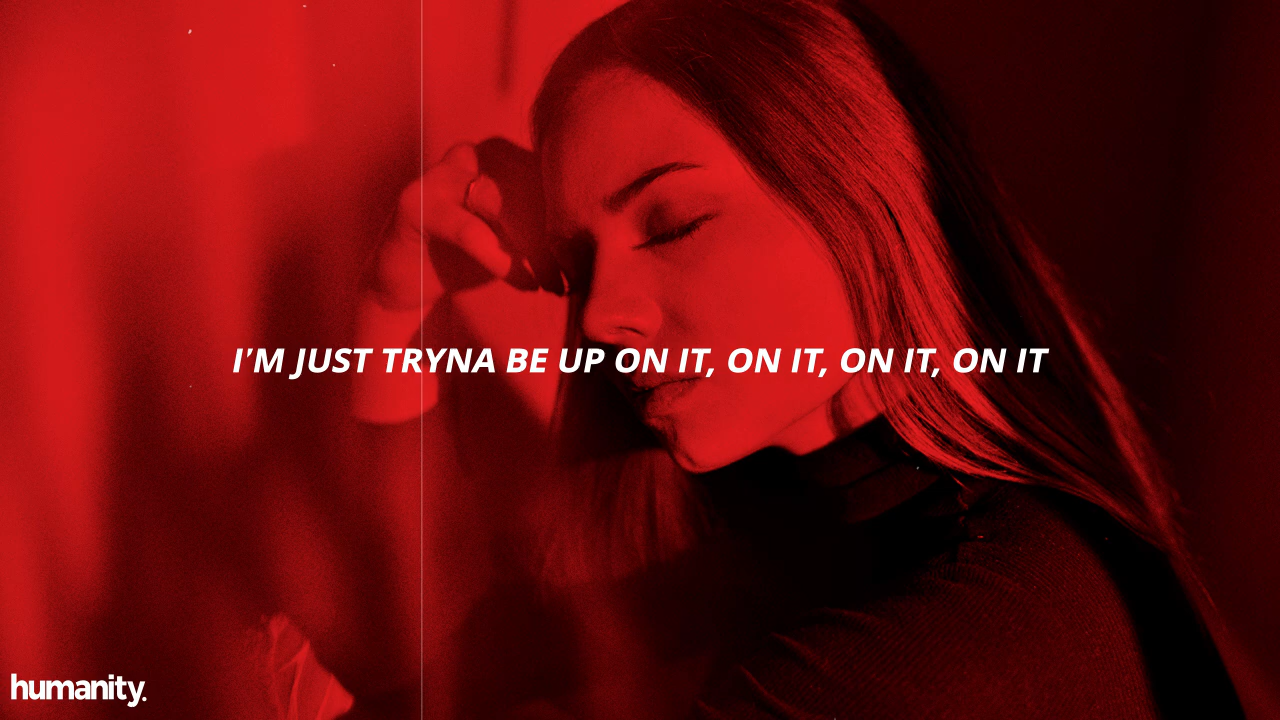 I'M JUST TRYNA BE UP ON IT, ON IT, ON IT, ON IT
humanity.